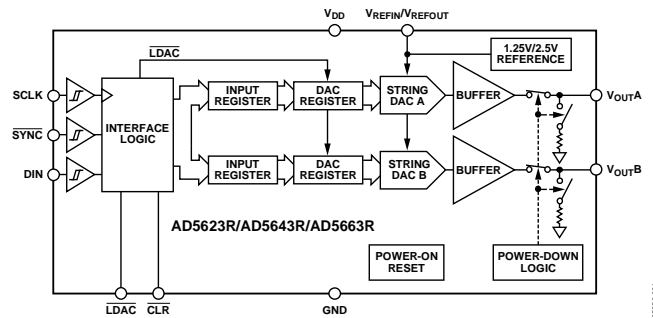 VDD
VREFIN/VREFOUT
LDAC
1.25V/2.5V
REFERENCE
SCLK
SYNC
DIN
INTERFACE
LOGIC
INPUT
REGISTER
DAC
REGISTER
STRING
DAC A
BUFFER
VOUTA
INPUT
REGISTER
DAC
REGISTER
STRING
DAC B
BUFFER
VOUTB
AD5623R/AD5643R/AD5663R
POWER-ON
RESET
POWER-DOWN
LOGIC
LDAC
CLR
GND